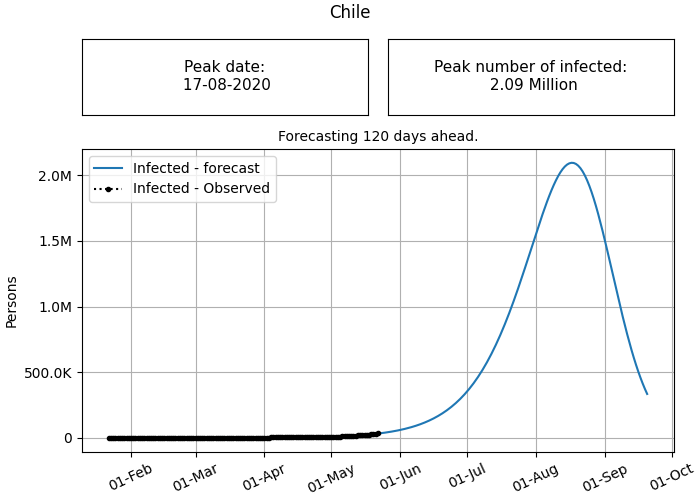 Chile
Peak date:
17-08-2020
Peak number of infected:
2.09 Million
Forecasting 120 days ahead.
Infected - forecast
Infected - Observed
Persons
2.0M
1.5M
1.0M
500.0K
0
01-Feb
01-Mar
01-Apr
01-May
01-Jun
01-Jul
01-Aug
01-Sep
01-Oct